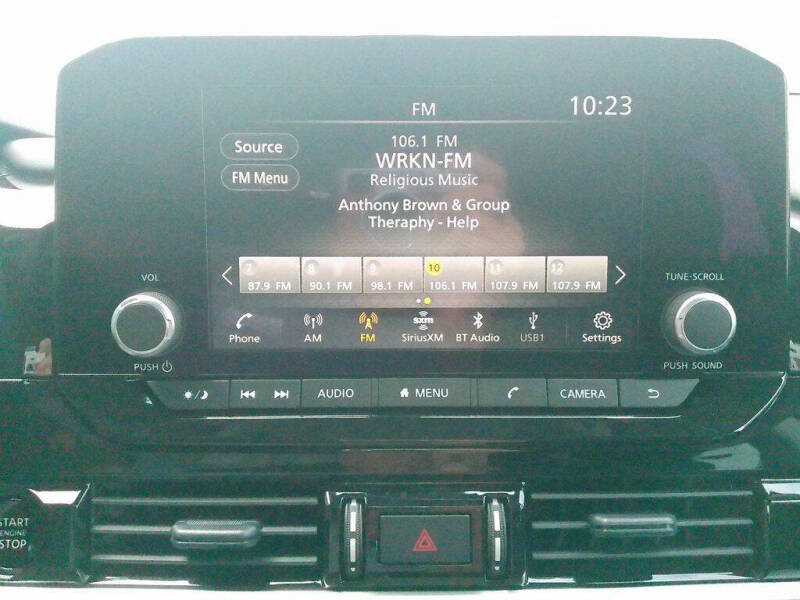 FM
10:23
Source
FM Menu
106.1 FM
WRKN-FM
Religious Music
Anthony Brown & Group
Theraphy - Help
7
87.9 FM
8
90.1 FM
9
98.1 FM
10
106.1 FM
11
107.9 FM
12
107.9 FM
Phone
AM
FM
sxm
SiriusXM
BT Audio
USB1
Settings
VOL
PUSH
TUNE·SCROLL
PUSH SOUND
AUDIO
MENU
CAMERA
START
ENGINE
STOP